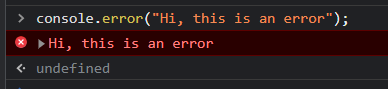 console.error("Hi, this is an error");
Hi, this is an error
undefined